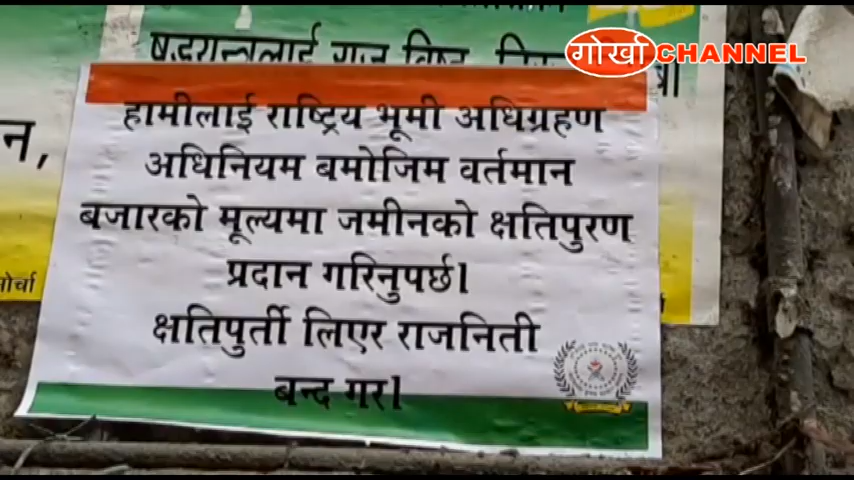 गोर्खा CHANNEL
न,
हामीलाई राष्ट्रिय भूमी अधिग्रहण
अधिनियम बमोजिम वर्तमान
बजारको मूल्यमा जमीनको क्षतिपुरण
प्रदान गरिनुपर्छ।
क्षतिपुर्ती लिएर राजनिती
बन्द गर।